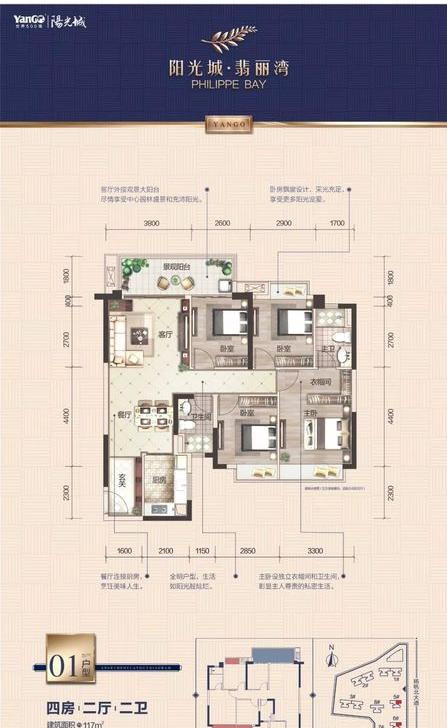 YANGO 陽光城
世界500强
阳光城·翡丽湾
PHILIPPE BAY
YANGO
客厅外接观景大阳台
尽情享受中心园林盛景和充沛阳光。
卧房飘窗设计，采光充足，
享受更多阳光宠爱。
3800 2600 2900 1700
1800 400 2700 4400 2300
景观阳台
客厅
卧室
卧室
主卫
衣帽间
餐厅
卫生间
卧室
主卧
玄关
厨房
1800 400 2700 4400 2300
1600 2100 1150 2850 3300
餐厅连接厨房，
烹饪美味人生。
全明户型，生活
如阳光般灿烂。
主卧设独立衣帽间和卫生间，
彰显主人尊贵的私密生活。
01 户型
四房|二厅|二卫
建筑面积 117m²
N